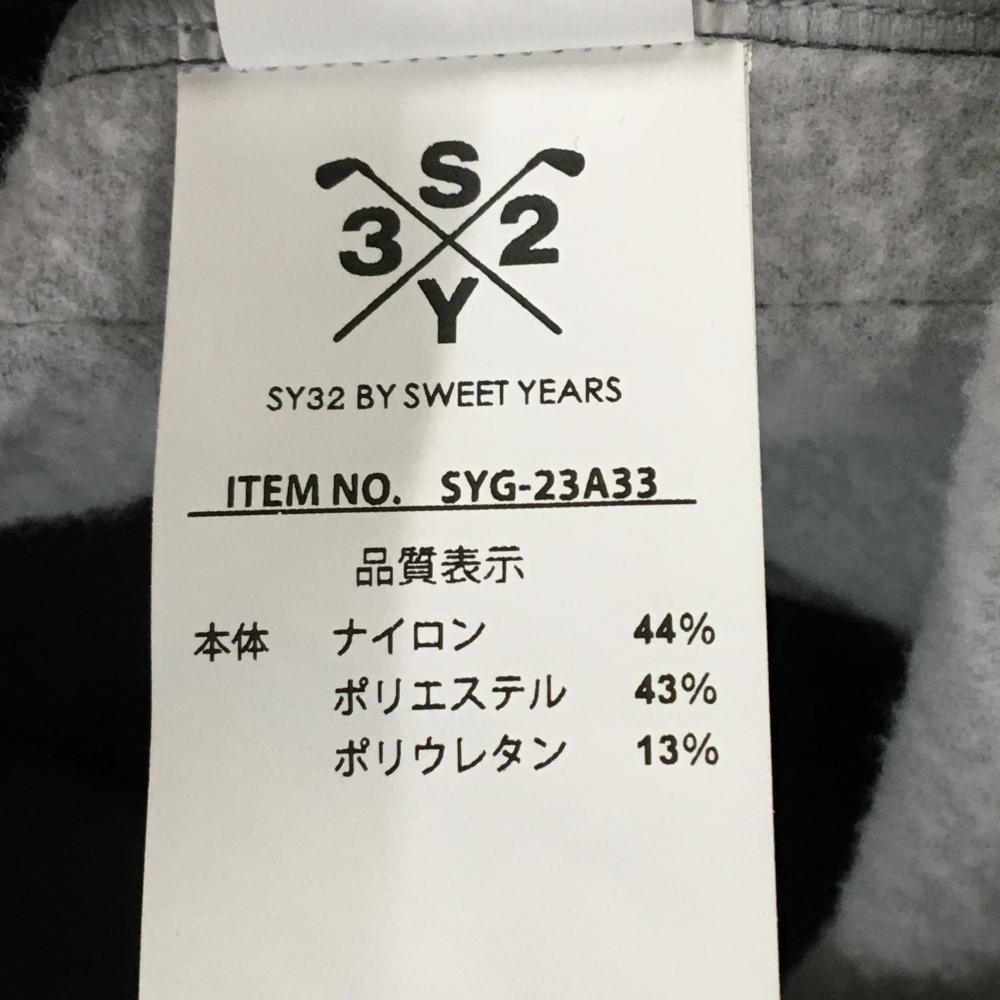 S
3 2
Y
SY32 BY SWEET YEARS
ITEM NO. SYG-23A33
品質表示
本体 ナイロン 44%
ポリエステル 43%
ポリウレタン 13%